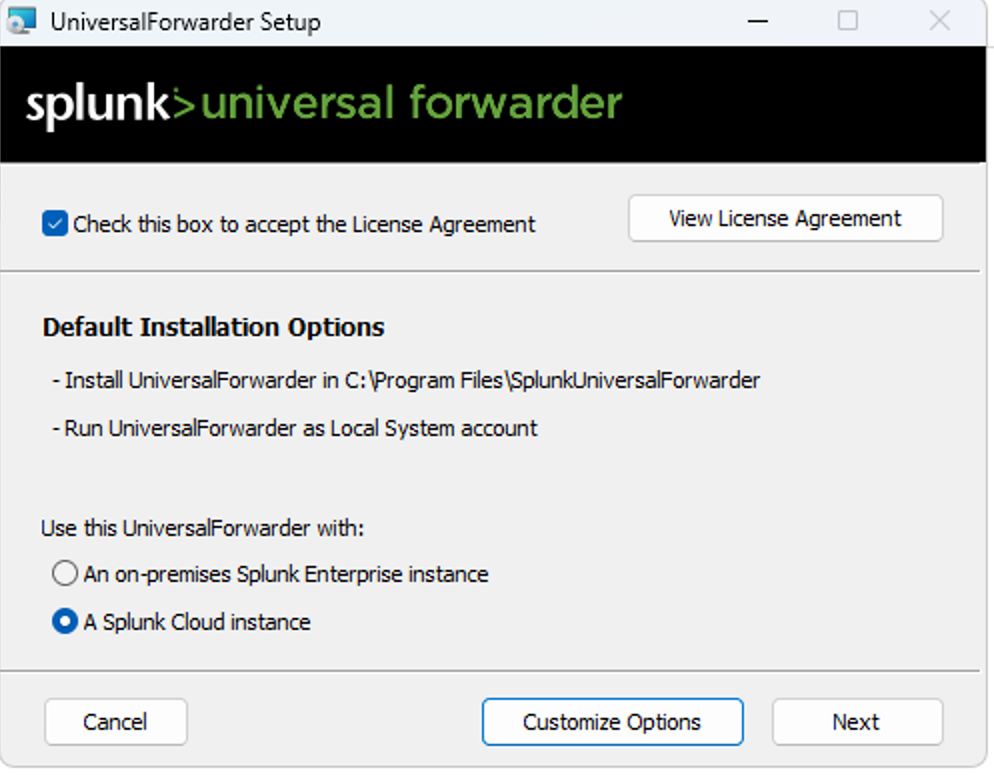 UniversalForwarder Setup
splunk>universal forwarder
Check this box to accept the License Agreement
View License Agreement
Default Installation Options
- Install UniversalForwarder in C:\Program Files\SplunkUniversalForwarder
- Run UniversalForwarder as Local System account
Use this UniversalForwarder with:
An on-premises Splunk Enterprise instance
A Splunk Cloud instance
Cancel
Customize Options
Next